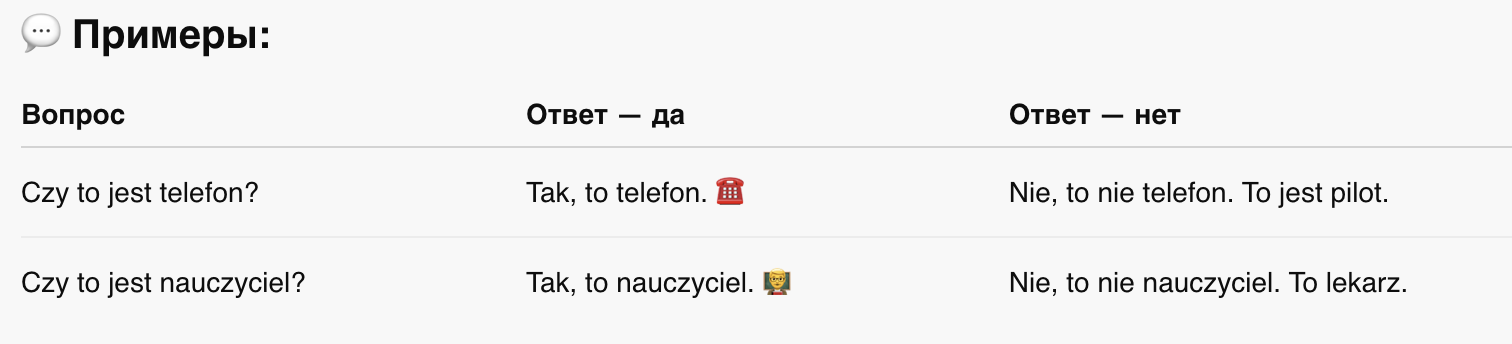 💬 Примеры:
Вопрос Ответ — да Ответ — нет
Czy to jest telefon? Tak, to telefon. ☎️ Nie, to nie telefon. To jest pilot.
Czy to jest nauczyciel? Tak, to nauczyciel. 👨‍🏫 Nie, to nie nauczyciel. To lekarz.